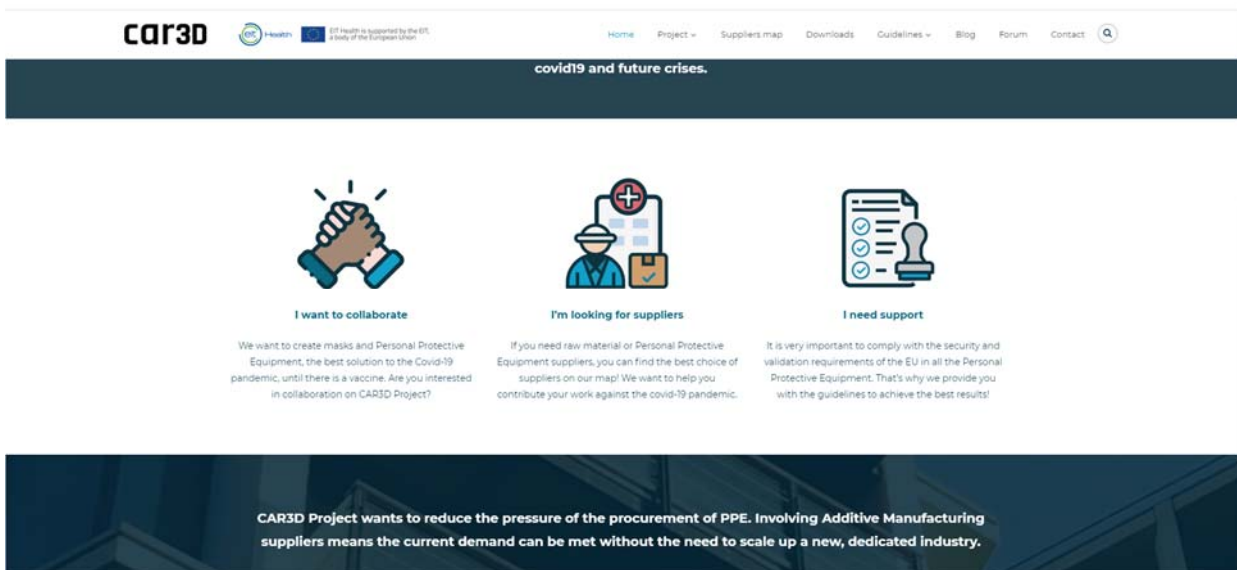 car3D
eit Health
EIT Health is supported by the EIT,
a body of the European Union
Home Project Suppliers map Downloads Guidelines Blog Forum Contact
covid19 and future crises.
I want to collaborate
We want to create masks and Personal Protective
Equipment, the best solution to the Covid-19
pandemic, until there is a vaccine. Are you interested
in collaboration on CAR3D Project?
I'm looking for suppliers
If you need raw material or Personal Protective
Equipment suppliers, you can find the best choice of
suppliers on our map! We want to help you
contribute your work against the covid-19 pandemic.
I need support
It is very important to comply with the security and
validation requirements of the EU in all the Personal
Protective Equipment. That's why we provide you
with the guidelines to achieve the best results!
CAR3D Project wants to reduce the pressure of the procurement of PPE. Involving Additive Manufacturing
suppliers means the current demand can be met without the need to scale up a new, dedicated industry.